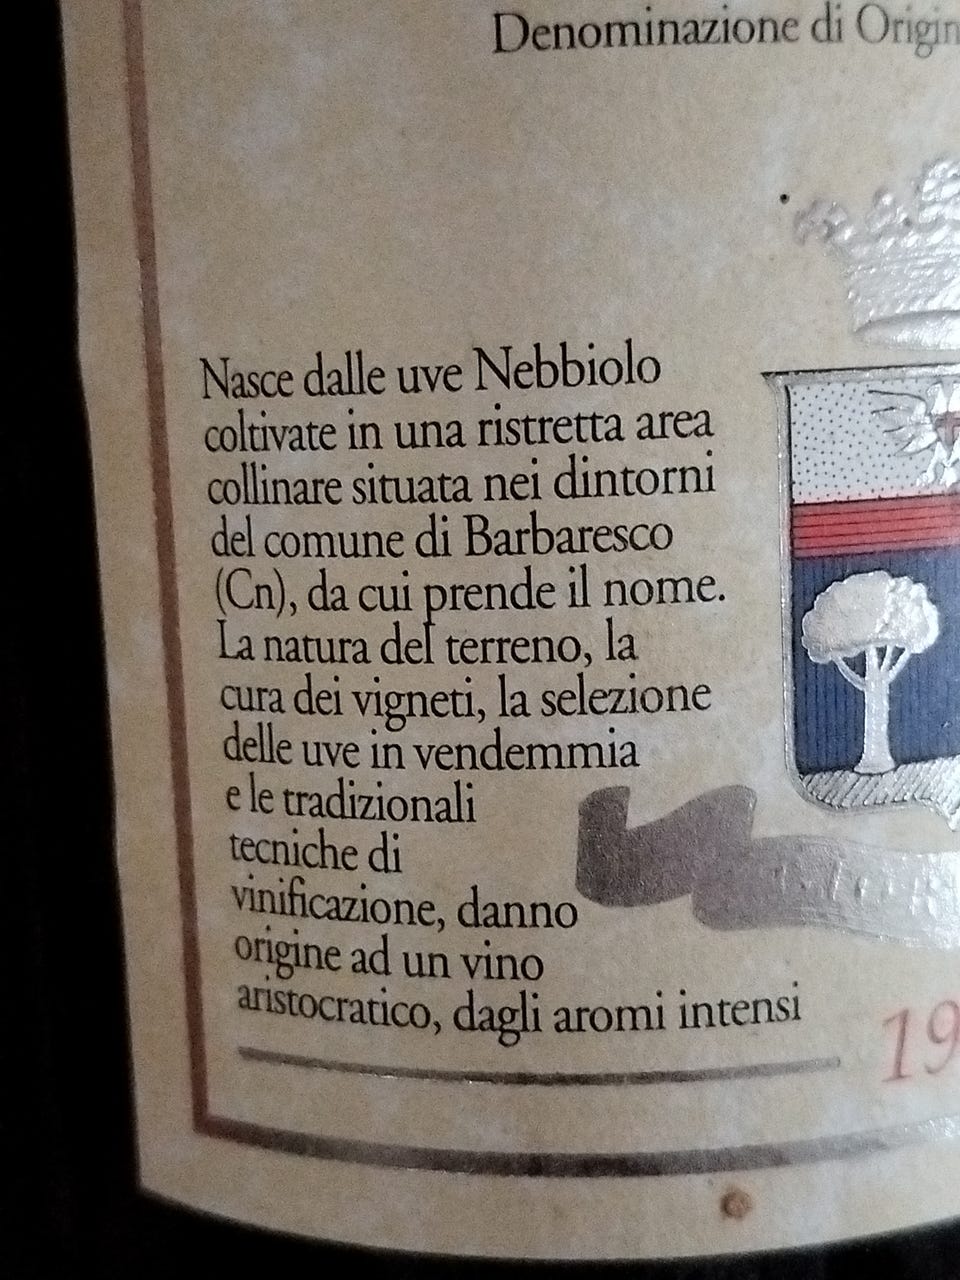 Denominazione di Origin
Nasce dalle uve Nebbiolo
coltivate in una ristretta area
collinare situata nei dintorni
del comune di Barbaresco
(Cn), da cui prende il nome.
La natura del terreno, la
cura dei vigneti, la selezione
delle uve in vendemmia
e le tradizionali
tecniche di
vinificazione, danno
origine ad un vino
aristocratico, dagli aromi intensi
19